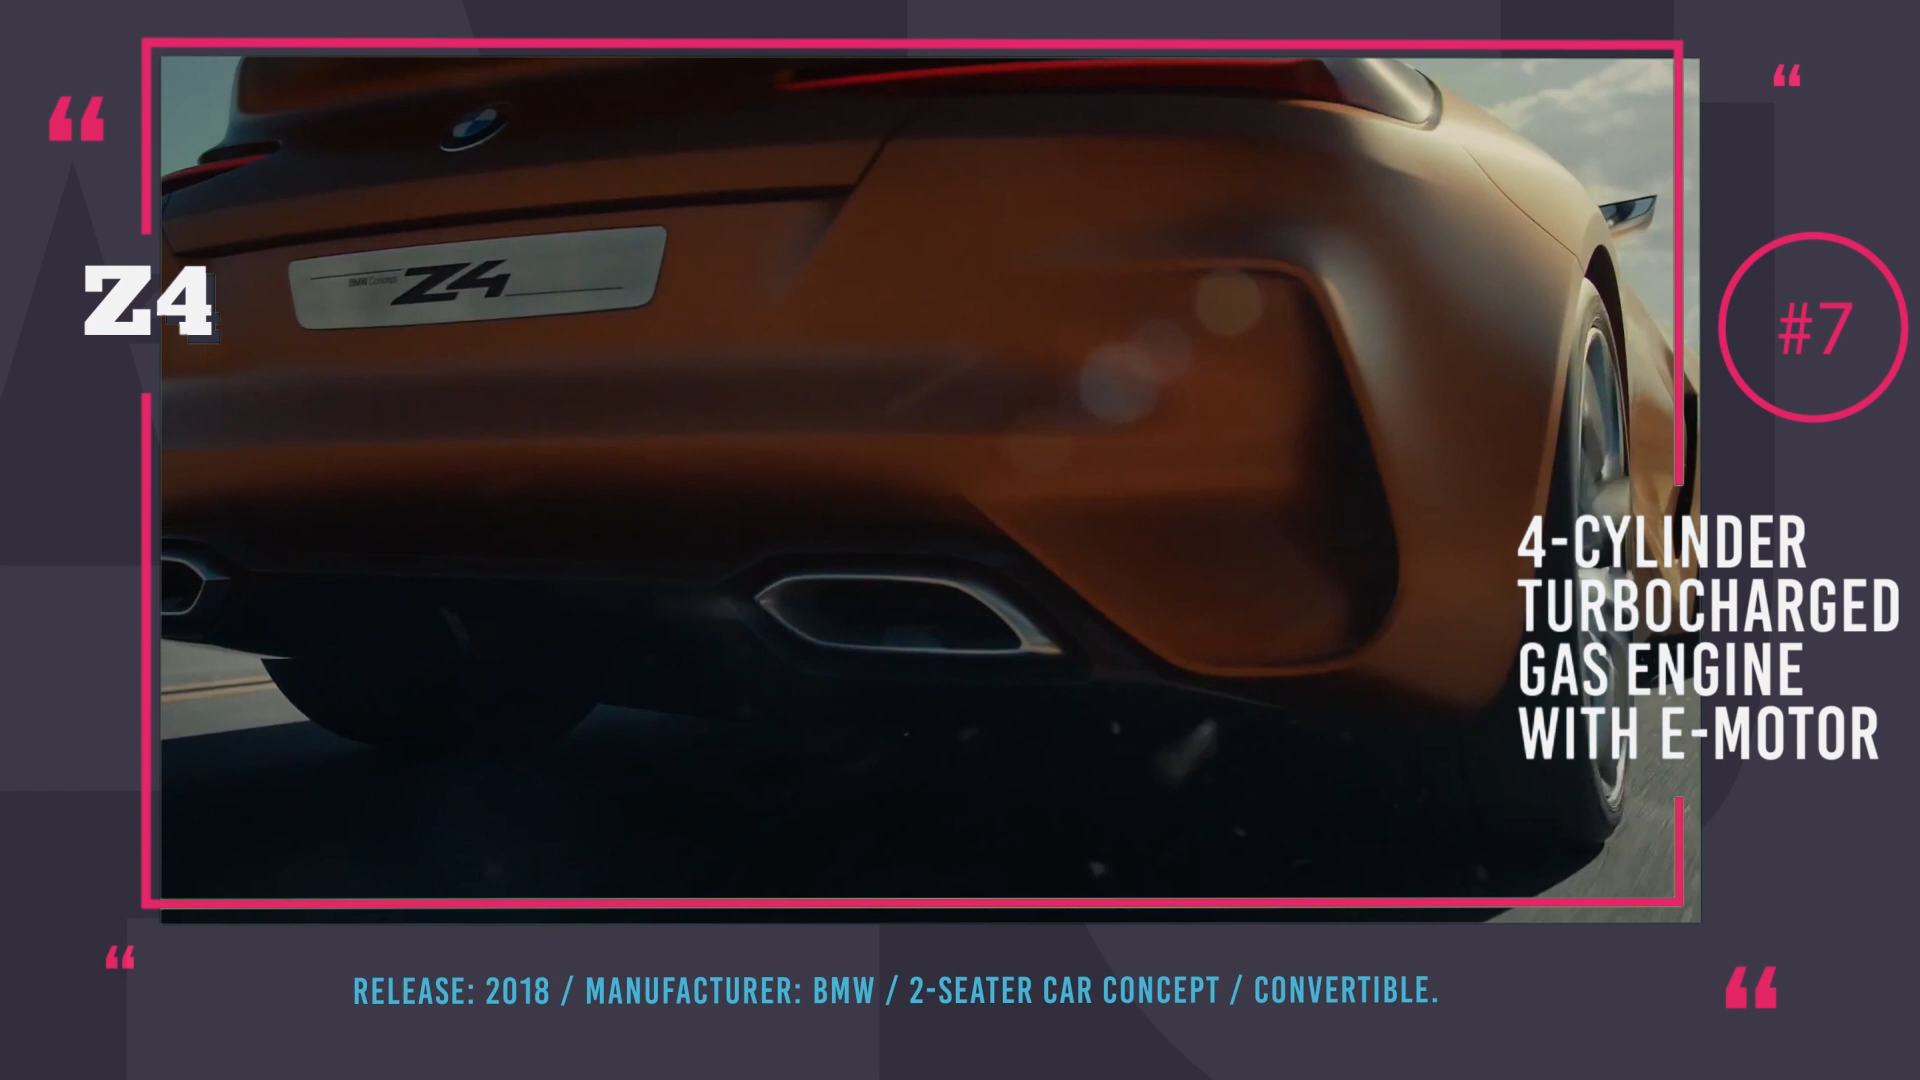 “
“
Z4
BMW Concept Z4
#7
4-CYLINDER
TURBOCHARGED
GAS ENGINE
WITH E-MOTOR
“
RELEASE: 2018 / MANUFACTURER: BMW / 2-SEATER CAR CONCEPT / CONVERTIBLE.
“